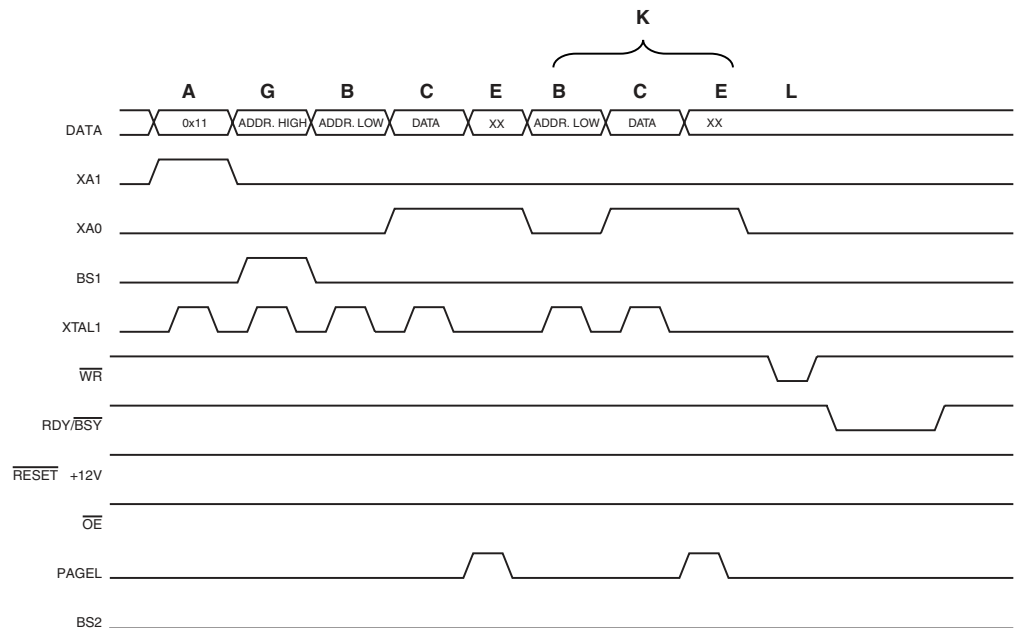 K
A G B C E B C E L
DATA 0x11 ADDR. HIGH ADDR. LOW DATA XX ADDR. LOW DATA XX
XA1
XA0
BS1
XTAL1
WR
RDY/BSY
RESET +12V
OE
PAGEL
BS2